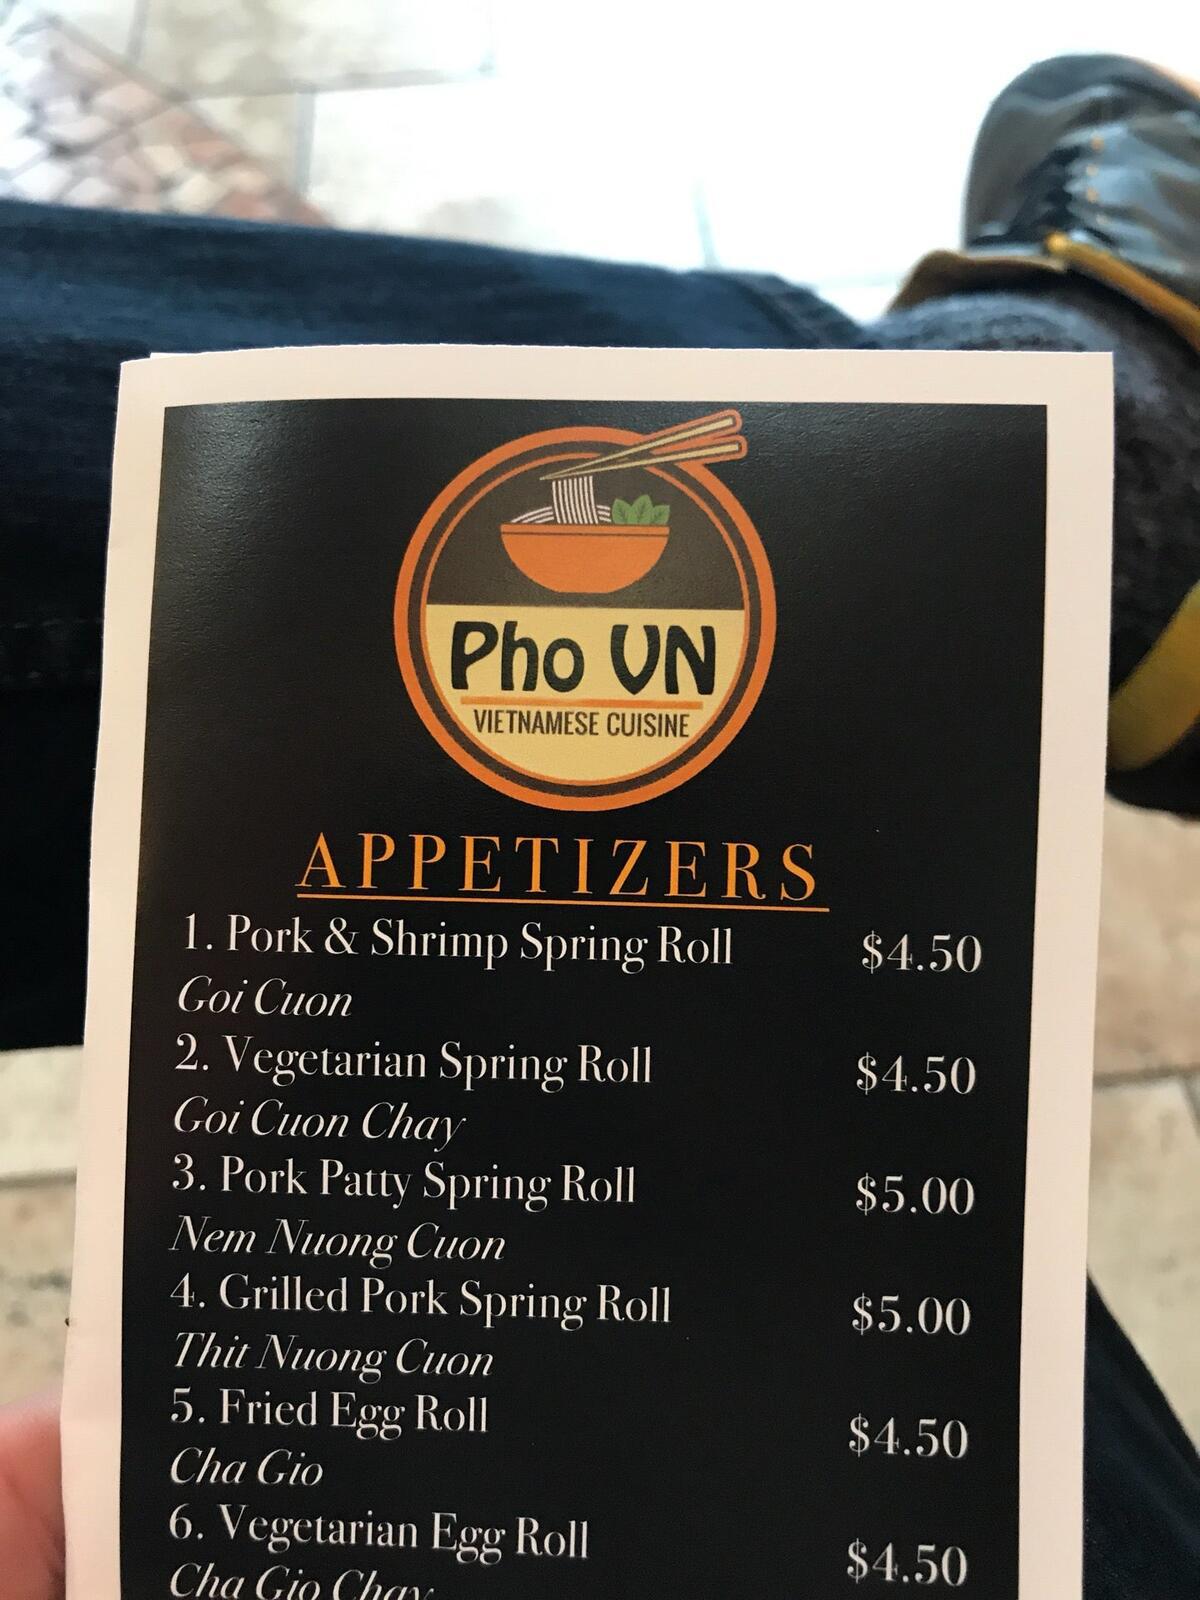 Pho VN
VIETNAMESE CUISINE
APPETIZERS
1. Pork & Shrimp Spring Roll $4.50
Goi Cuon
2. Vegetarian Spring Roll $4.50
Goi Cuon Chay
3. Pork Patty Spring Roll $5.00
Nem Nuong Cuon
4. Grilled Pork Spring Roll $5.00
Thit Nuong Cuon
5. Fried Egg Roll $4.50
Cha Gio
6. Vegetarian Egg Roll $4.50
Cha Gio Chay